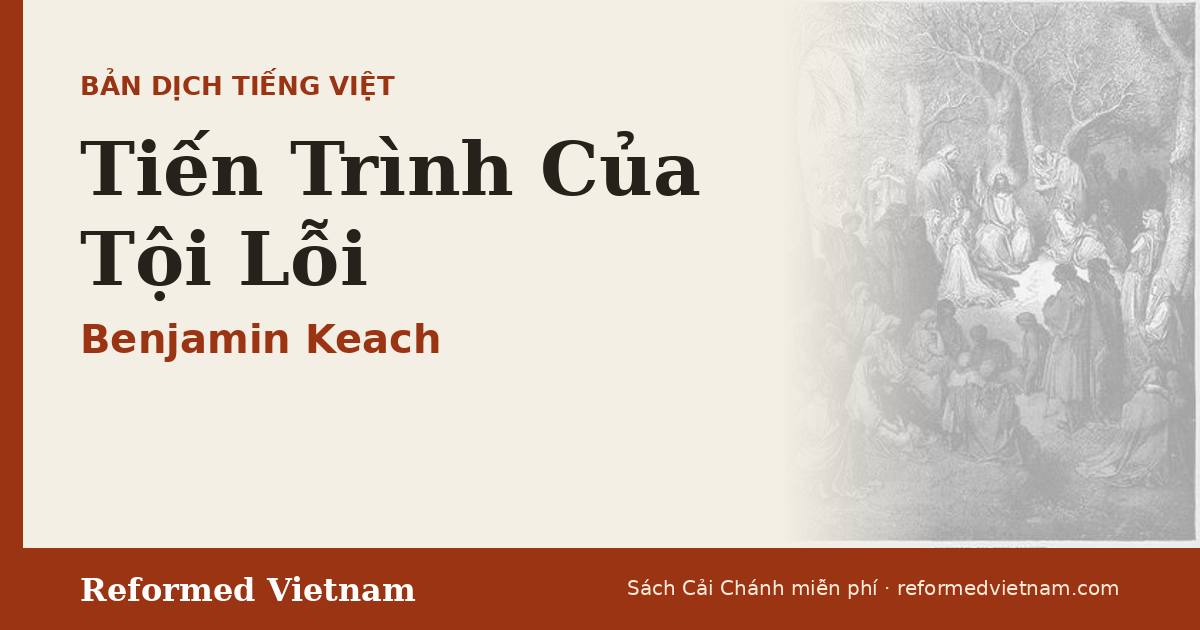 BẢN DỊCH TIẾNG VIỆT
Tiến Trình Của
Tội Lỗi
Benjamin Keach
Reformed Vietnam
Sách Cải Chánh miễn phí · reformedvietnam.com